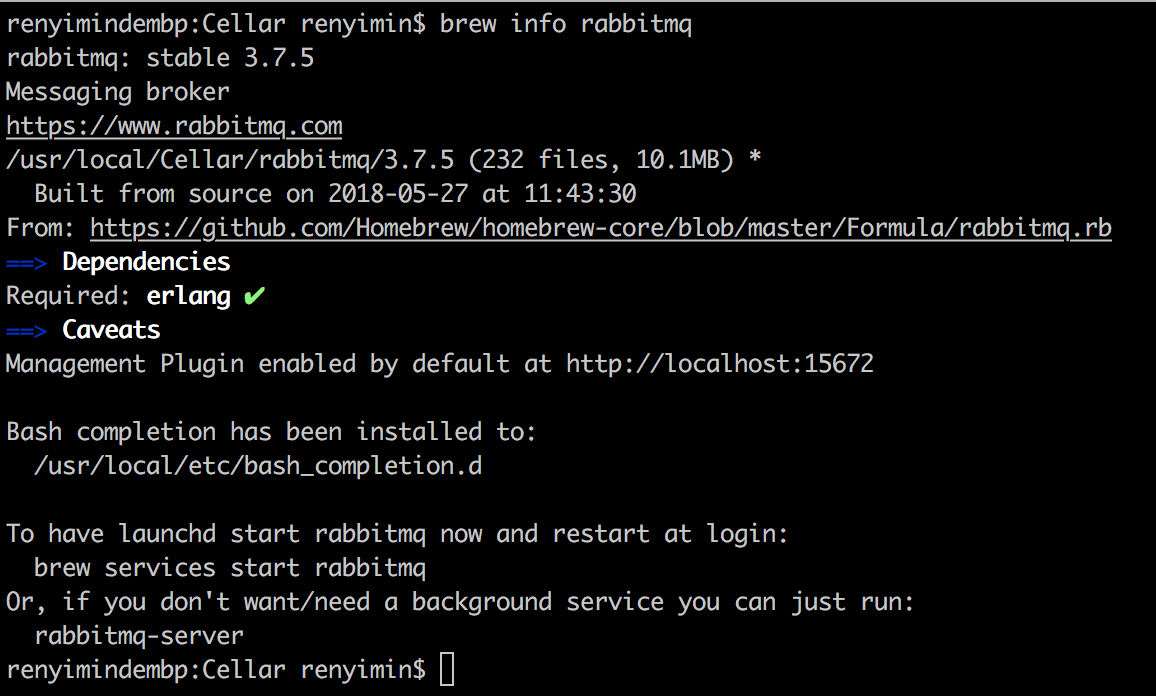 renyimindembp:Cellar renyimin$ brew info rabbitmq
rabbitmq: stable 3.7.5
Messaging broker
https://www.rabbitmq.com
/usr/local/Cellar/rabbitmq/3.7.5 (232 files, 10.1MB) *
  Built from source on 2018-05-27 at 11:43:30
From: https://github.com/Homebrew/homebrew-core/blob/master/Formula/rabbitmq.rb
==> Dependencies
Required: erlang ✔
==> Caveats
Management Plugin enabled by default at http://localhost:15672

Bash completion has been installed to:
  /usr/local/etc/bash_completion.d

To have launchd start rabbitmq now and restart at login:
  brew services start rabbitmq
Or, if you don't want/need a background service you can just run:
  rabbitmq-server
renyimindembp:Cellar renyimin$